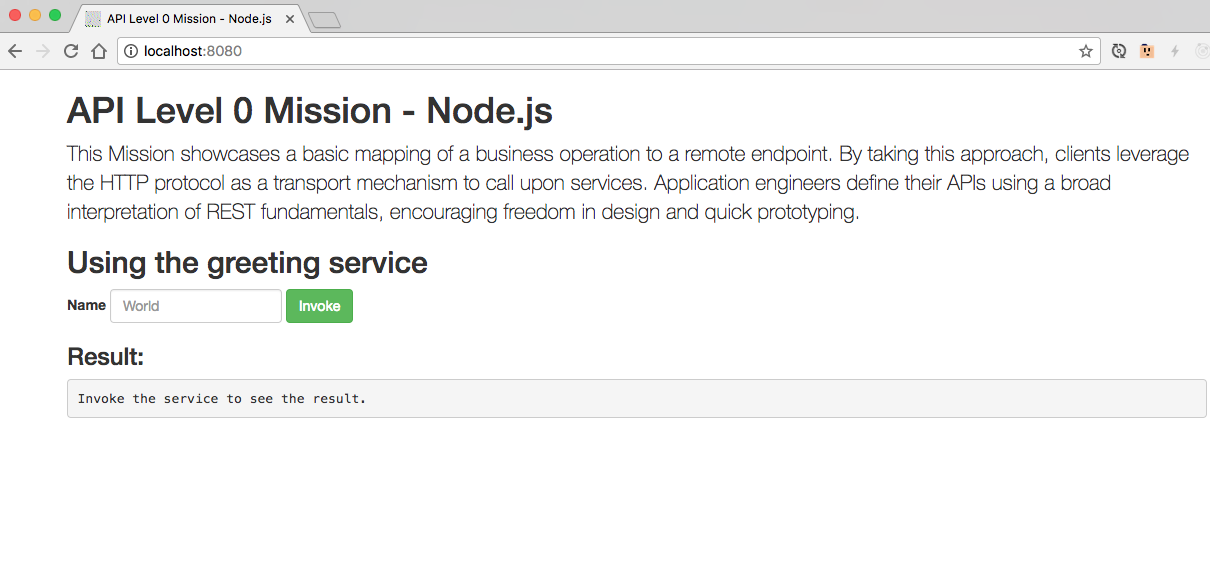 API Level 0 Mission - Node.js
localhost:8080
API Level 0 Mission - Node.js
This Mission showcases a basic mapping of a business operation to a remote endpoint. By taking this approach, clients leverage
the HTTP protocol as a transport mechanism to call upon services. Application engineers define their APIs using a broad
interpretation of REST fundamentals, encouraging freedom in design and quick prototyping.
Using the greeting service
Name World Invoke
Result:
Invoke the service to see the result.